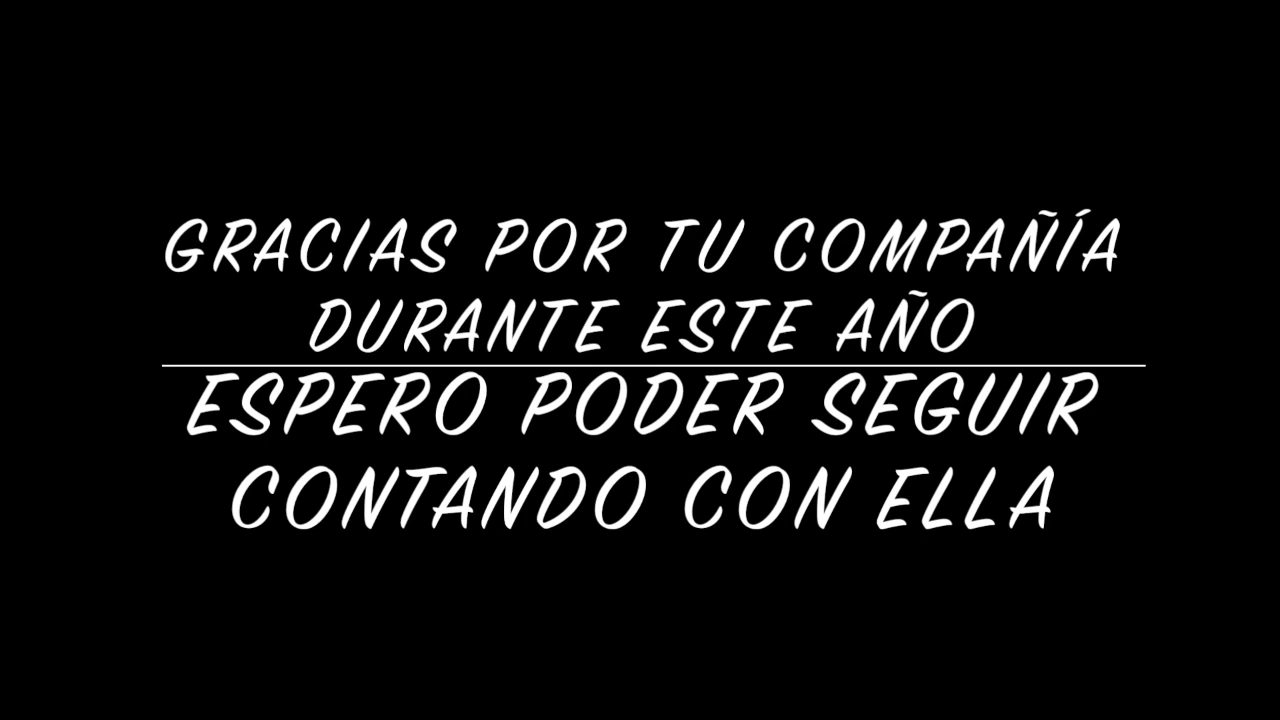 GRACIAS POR TU COMPAÑÍA
DURANTE ESTE AÑO
ESPERO PODER SEGUIR
CONTANDO CON ELLA